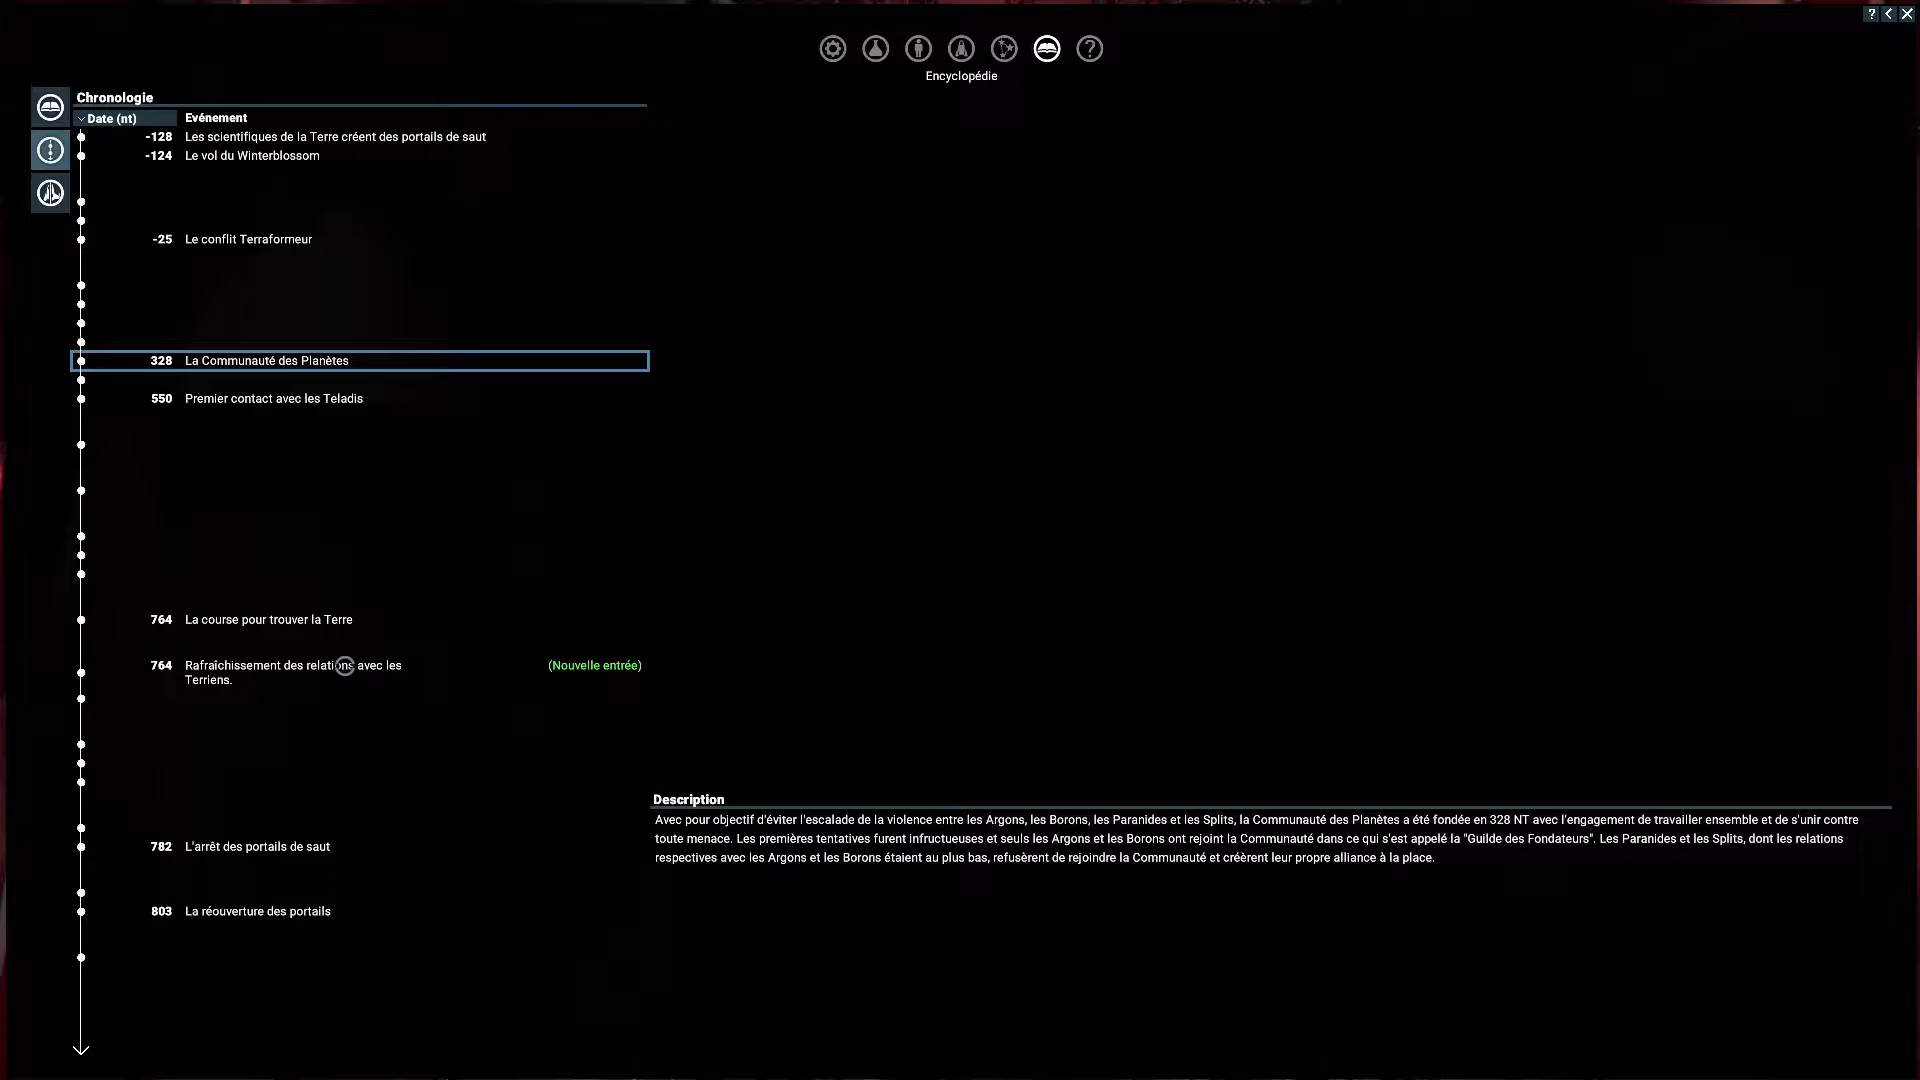 Encyclopédie
Chronologie
Date (nt) Evénement
-128 Les scientifiques de la Terre créent des portails de saut
-124 Le vol du Winterblossom
-25 Le conflit Terraformeur
328 La Communauté des Planètes
550 Premier contact avec les Teladis
764 La course pour trouver la Terre
764 Rafraîchissement des relations avec les (Nouvelle entrée)
Terriens.
782 L'arrêt des portails de saut
803 La réouverture des portails
Description
Avec pour objectif d'éviter l'escalade de la violence entre les Argons, les Borons, les Paranides et les Splits, la Communauté des Planètes a été fondée en 328 NT avec l'engagement de travailler ensemble et de s'unir contre
toute menace. Les premières tentatives furent infructueuses et seuls les Argons et les Borons ont rejoint la Communauté dans ce qui s'est appelé la "Guilde des Fondateurs". Les Paranides et les Splits, dont les relations
respectives avec les Argons et les Borons étaient au plus bas, refusèrent de rejoindre la Communauté et créèrent leur propre alliance à la place.